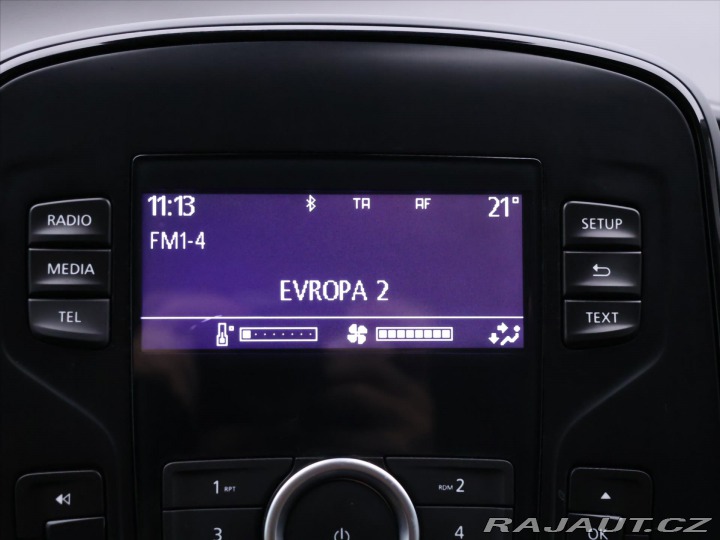 11:13 TA AF 21°
FM1-4
EVROPA 2
RADIO
MEDIA
TEL
SETUP
TEXT
1 RPT
RDM 2
3
4
OK
RAJAUT.CZ